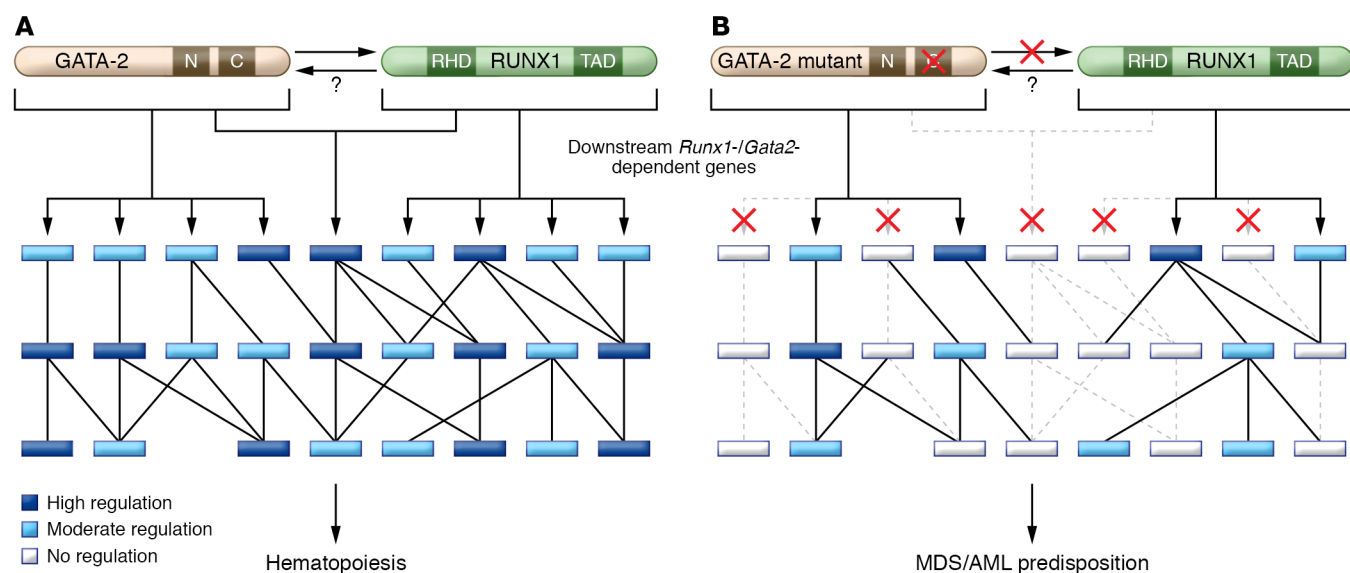 A
GATA-2 N C
RHD RUNX1 TAD
?
B
GATA-2 mutant N C
RHD RUNX1 TAD
?
Downstream Runx1-/Gata2-
dependent genes
High regulation
Moderate regulation
No regulation
Hematopoiesis
MDS/AML predisposition